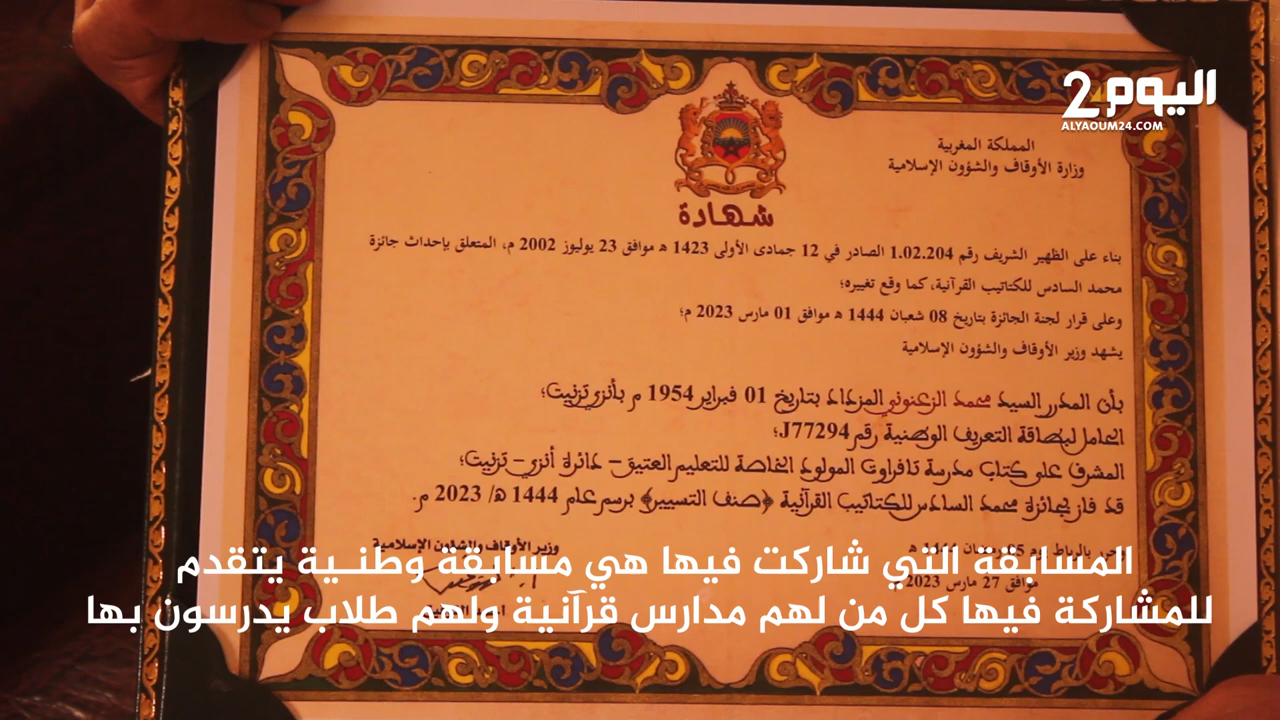 اليوم 24
ALYAOUM24.COM
المملكة المغربية
وزارة الأوقاف والشؤون الإسلامية
شهادة
بناء على الظهير الشريف رقم 1.02.204 الصادر في 12 جمادى الأولى 1423 ه موافق 23 يوليوز 2002 م، المتعلق بإحداث جائزة
محمد السادس للكتاتيب القرآنية، كما وقع تغييره؛
وعلى قرار لجنة الجائزة بتاريخ 08 شعبان 1444 ه موافق 01 مارس 2023 م؛
يشهد وزير الأوقاف والشؤون الإسلامية
بأن المدرر السيد محمد الزعنوني المزداد بتاريخ 01 فبراير 1954 م بأنزي تزنيت؛
الحامل لبطاقة التعريف الوطنية رقم J77294؛
المشرف على كتاب مدرسة تافراوت المولود الخاصة للتعليم العتيق - دائرة أنزي - تزنيت؛
قد فاز بجائزة محمد السادس للكتاتيب القرآنية ﴿صنف التسيير﴾ برسم عام 1444 ه/ 2023 م.
وزير الأوقاف والشؤون الإسلامية
موافق 27 مارس 2023 م
المسابقة التي شاركت فيها هي مسابقة وطنية يتقدم
للمشاركة فيها كل من لهم مدارس قرآنية ولهم طلاب يدرسون بها